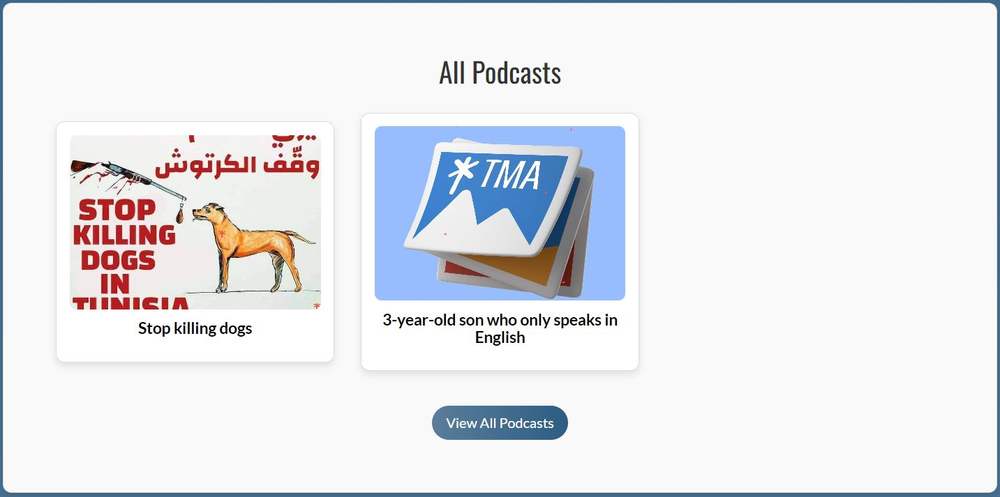 All Podcasts
وقّف الكرتوش
STOP
KILLING
DOGS
IN
TUNISIA
Stop killing dogs
TMA
3-year-old son who only speaks in
English
View All Podcasts